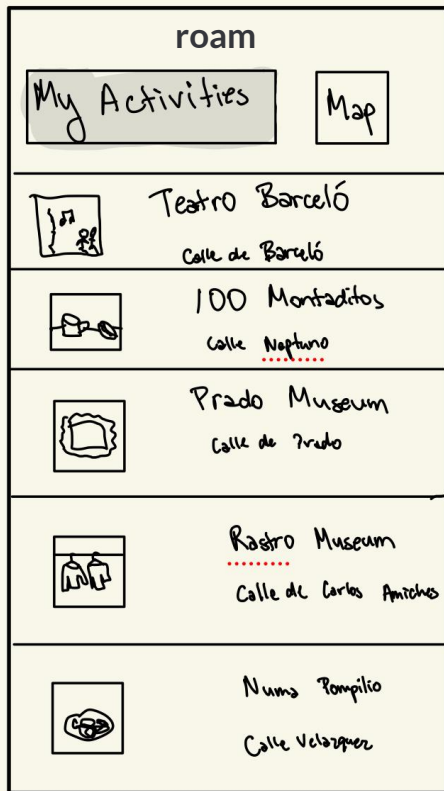 roam
My Activities
Map
Teatro Barceló
Calle de Barceló
100 Montaditos
Calle Neptuno
Prado Museum
Calle de Prado
Rastro Museum
Calle de Carlos Arniches
Numa Pompilio
Calle Velazquez